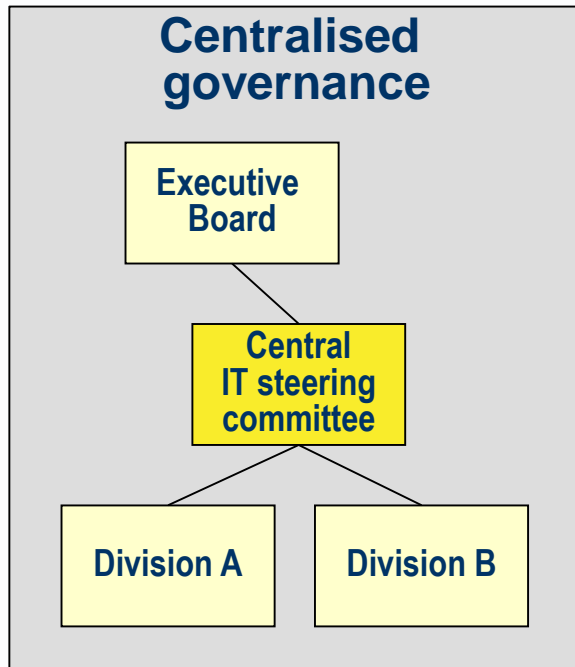 Centralised
governance
Executive
Board
Central
IT steering
committee
Division A
Division B